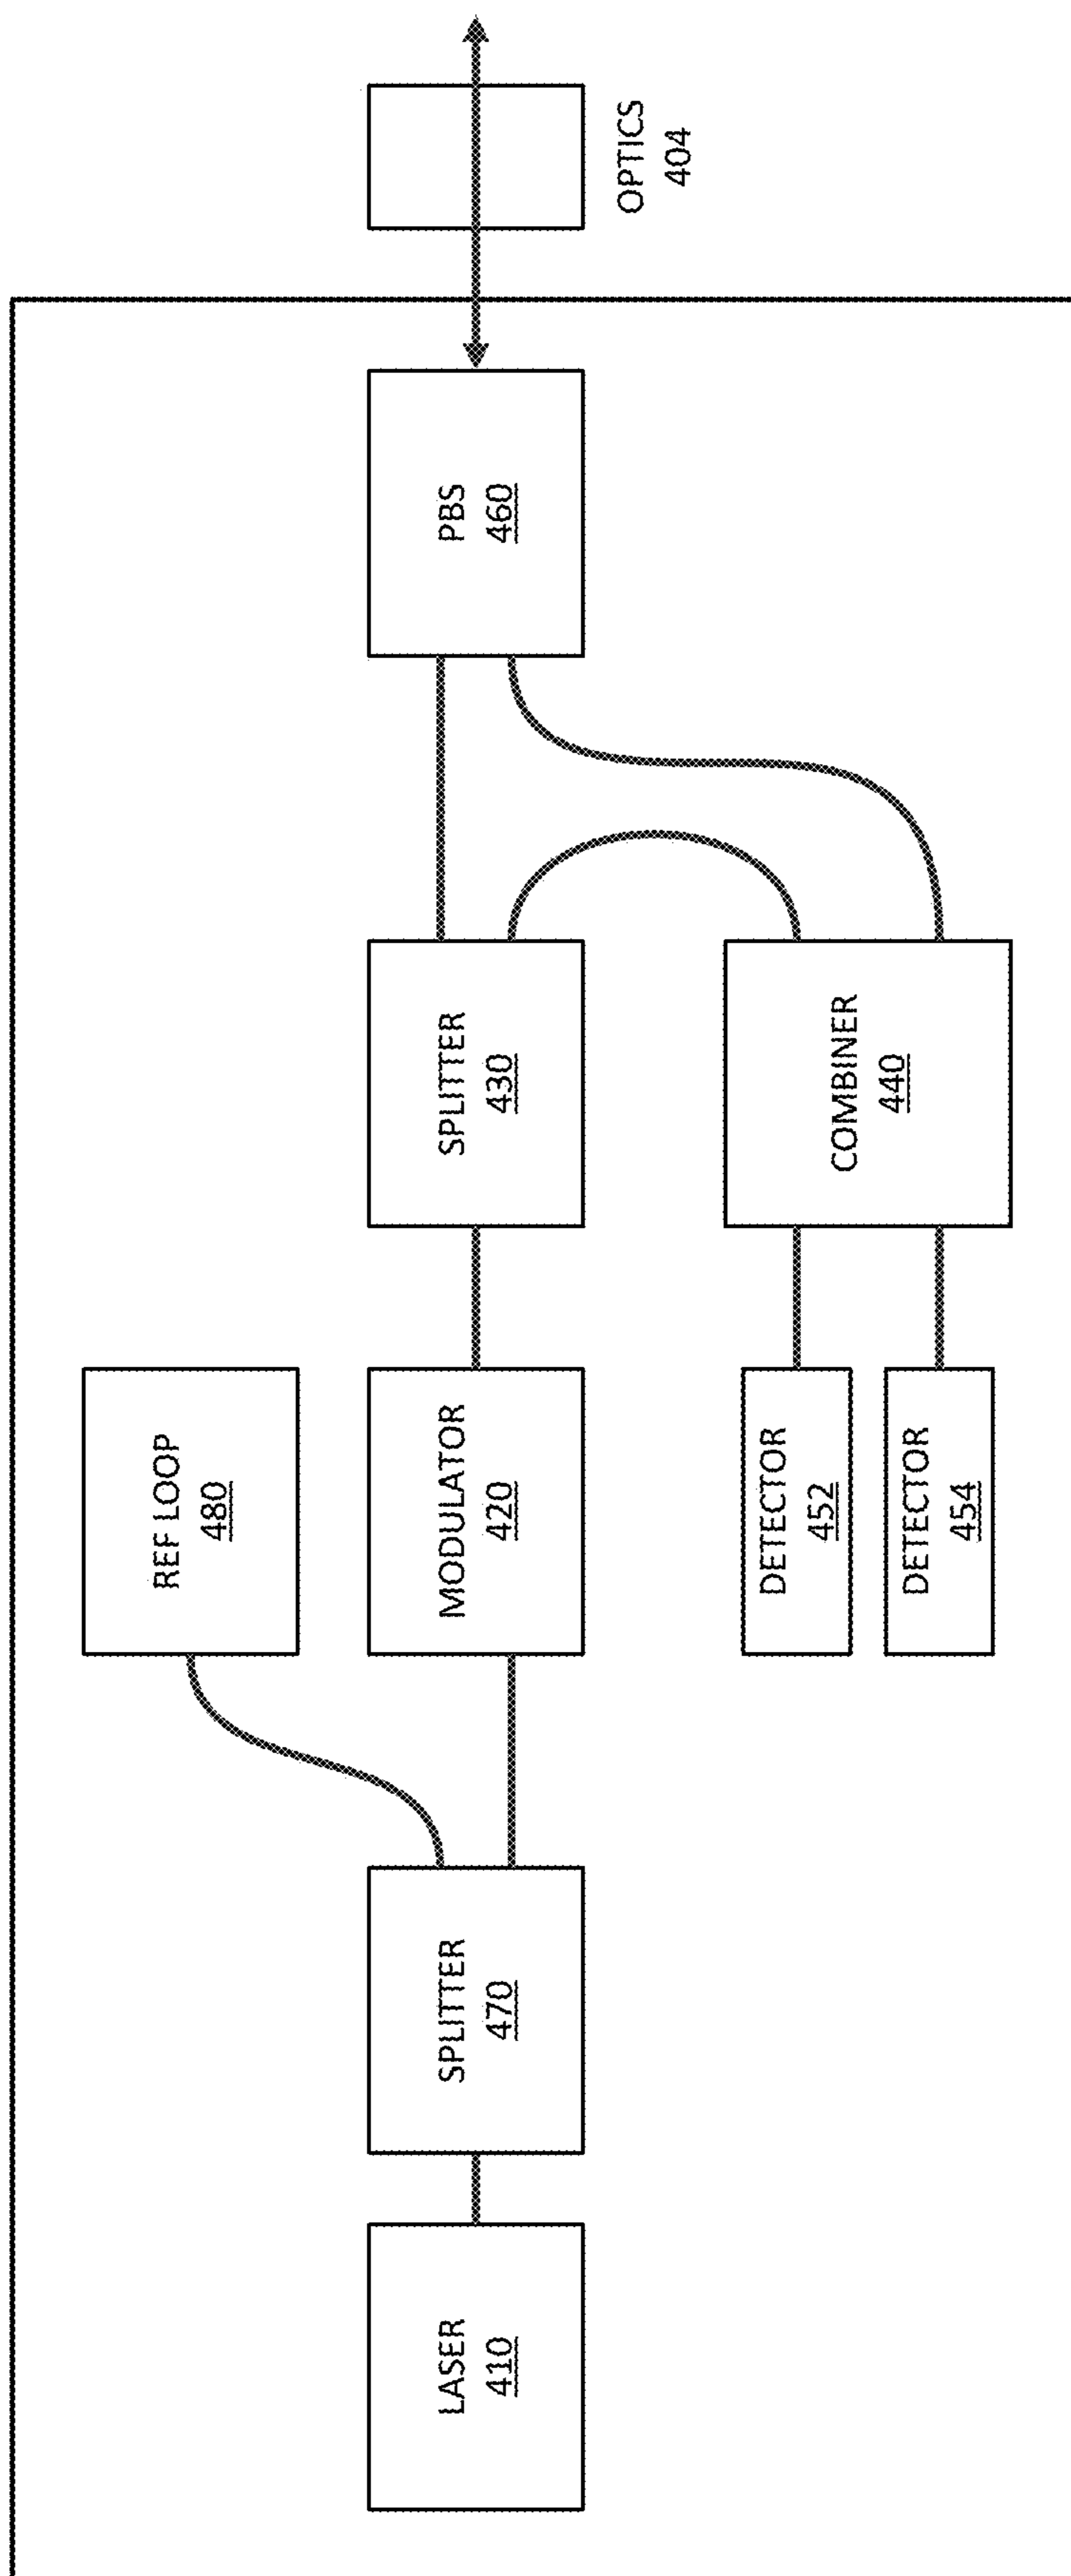 REF LOOP
480
LASER
410
SPLITTER
470
MODULATOR
420
SPLITTER
430
PBS
460
OPTICS
404
DETECTOR
452
DETECTOR
454
COMBINER
440